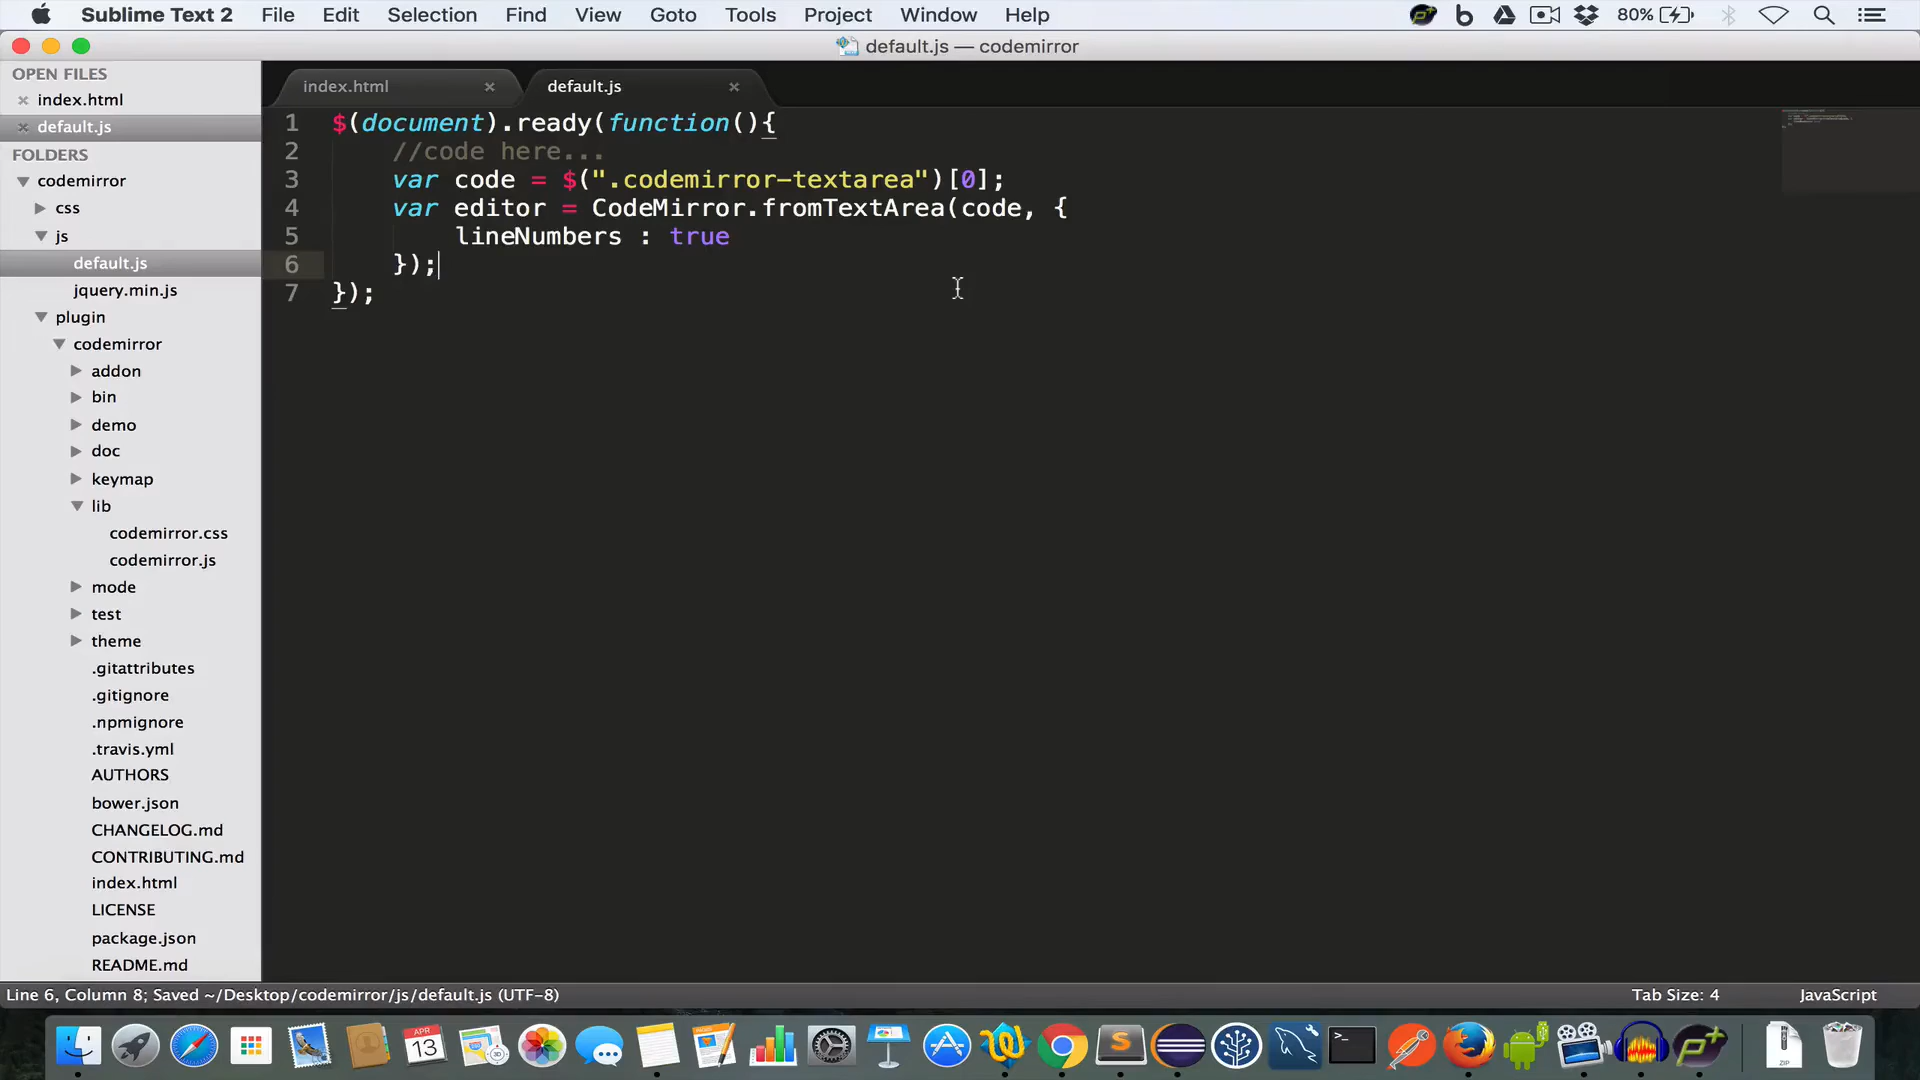 Sublime Text 2 File Edit Selection Find View Goto Tools Project Window Help 80%
default.js — codemirror
OPEN FILES
index.html
default.js
FOLDERS
codemirror
css
js
default.js
jquery.min.js
plugin
codemirror
addon
bin
demo
doc
keymap
lib
codemirror.css
codemirror.js
mode
test
theme
.gitattributes
.gitignore
.npmignore
.travis.yml
AUTHORS
bower.json
CHANGELOG.md
CONTRIBUTING.md
index.html
LICENSE
package.json
README.md
index.html default.js
1 $(document).ready(function(){
2 //code here...
3 var code = $(".codemirror-textarea")[0];
4 var editor = CodeMirror.fromTextArea(code, {
5 lineNumbers : true
6 });
7 });
Line 6, Column 8; Saved ~/Desktop/codemirror/js/default.js (UTF-8) Tab Size: 4 JavaScript
APR
13
ZIP